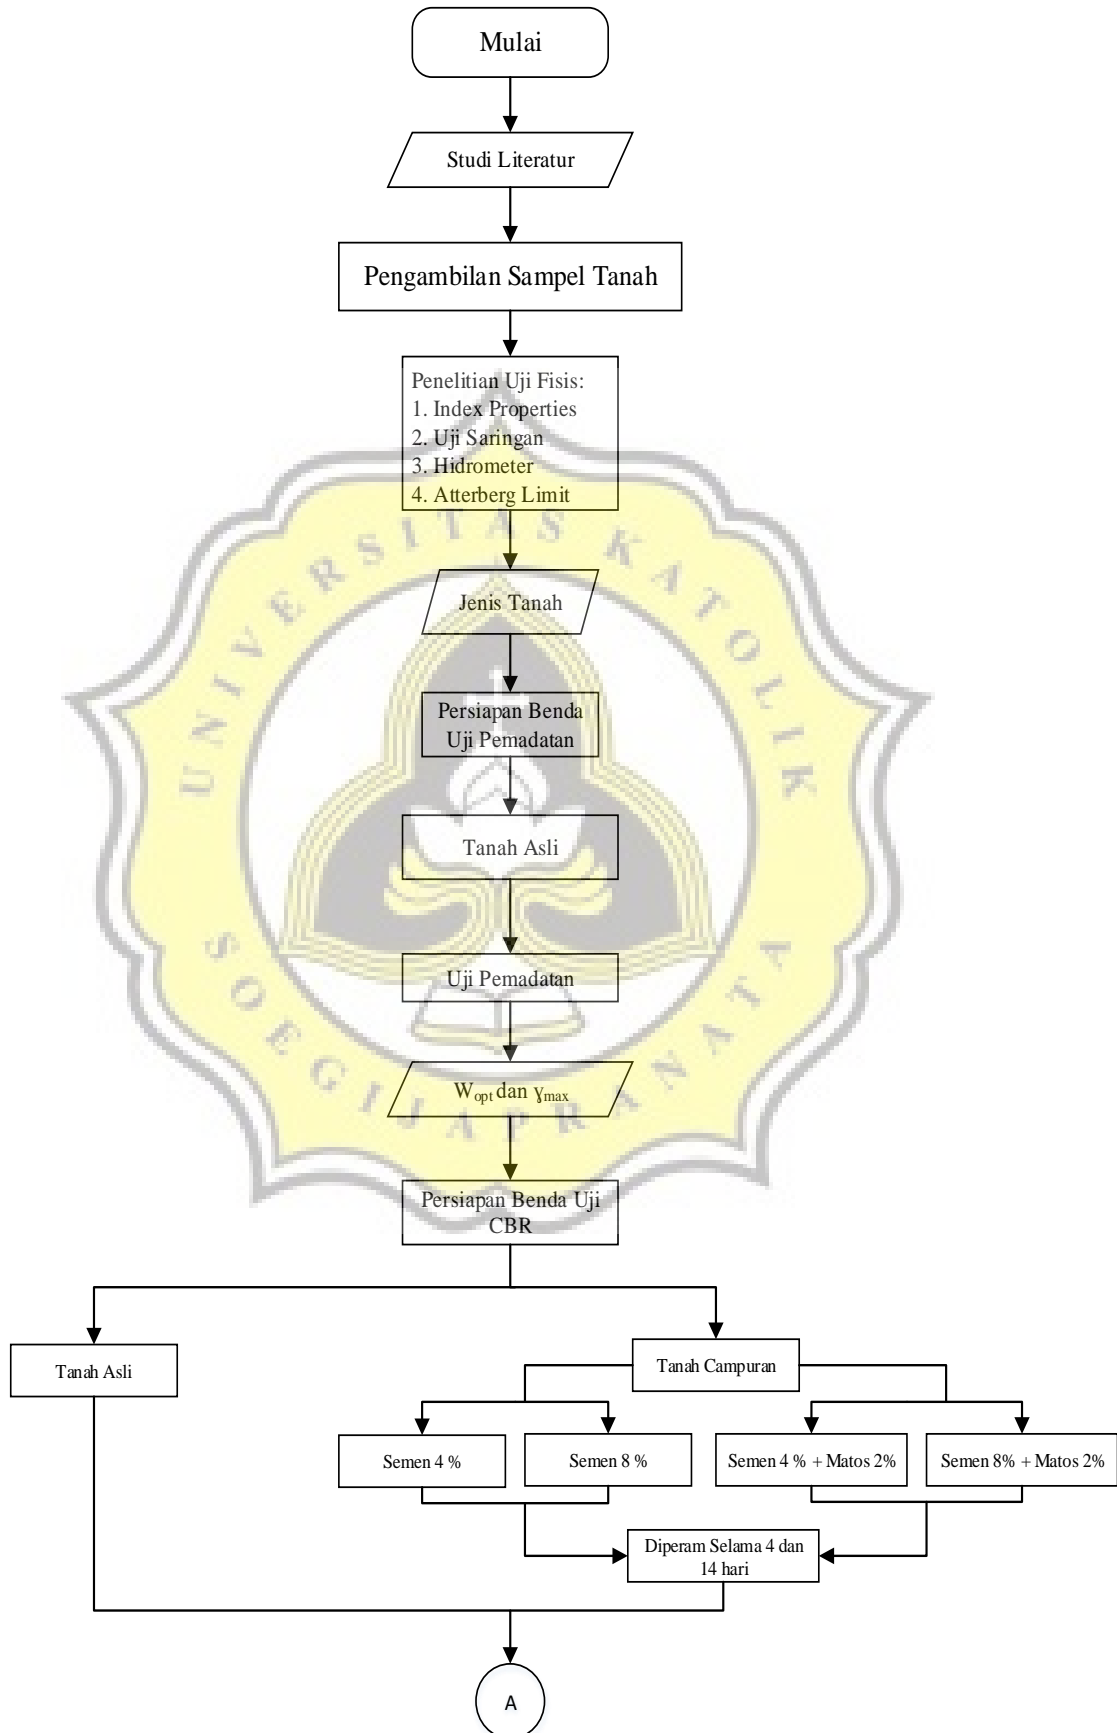 Mulai
Studi Literatur
Pengambilan Sampel Tanah
Penelitian Uji Fisis:
1. Index Properties
2. Uji Saringan
3. Hidrometer
4. Atterberg Limit
UNIVERSITAS KATOLIK
SOEGIJAPRANATA
Jenis Tanah
Persiapan Benda
Uji Pemadatan
Tanah Asli
Uji Pemadatan
Wopt dan γmax
Persiapan Benda Uji
CBR
Tanah Asli
Tanah Campuran
Semen 4 %
Semen 8 %
Semen 4 % + Matos 2%
Semen 8% + Matos 2%
Diperam Selama 4 dan
14 hari
A